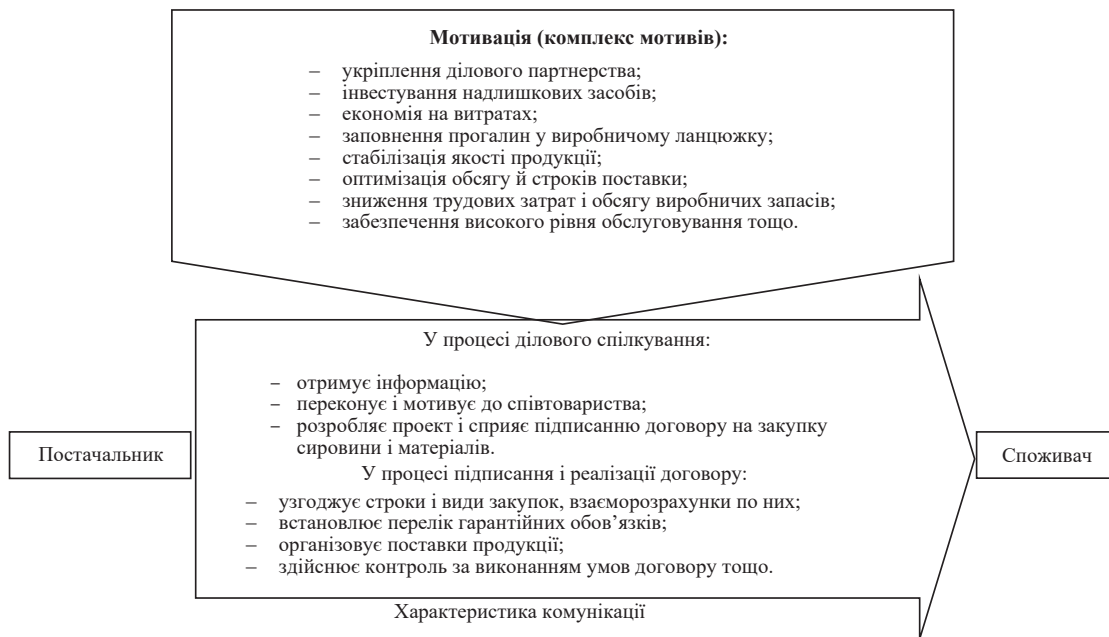 Мотивація (комплекс мотивів):
– укріплення ділового партнерства;
– інвестування надлишкових засобів;
– економія на витратах;
– заповнення прогалин у виробничому ланцюжку;
– стабілізація якості продукції;
– оптимізація обсягу й строків поставки;
– зниження трудових затрат і обсягу виробничих запасів;
– забезпечення високого рівня обслуговування тощо.
У процесі ділового спілкування:
– отримує інформацію;
– переконує і мотивує до співтовариства;
– розробляє проект і сприяє підписанню договору на закупку
сировини і матеріалів.
Постачальник
У процесі підписання і реалізації договору:
– узгоджує строки і види закупок, взаєморозрахунки по них;
– встановлює перелік гарантійних обов’язків;
– організовує поставки продукції;
– здійснює контроль за виконанням умов договору тощо.
Споживач
Характеристика комунікації